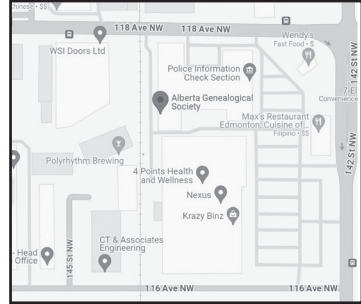 Chinese • $$
118 Ave NW
118 Ave NW
WSI Doors Ltd
Wendy's
Fast Food • $
142 St NW
Police Information
Check Section
7-El
Convenience
Alberta Genealogical
Society
Max's Restaurant
Edmonton, Cuisine of...
Filipino • $$
142 St NW
Polyrhythm Brewing
4 Points Health
and Wellness
Nexus
Krazy Binz
145 St NW
CT & Associates
Engineering
- Head
Office
116 Ave NW
116 Ave NW